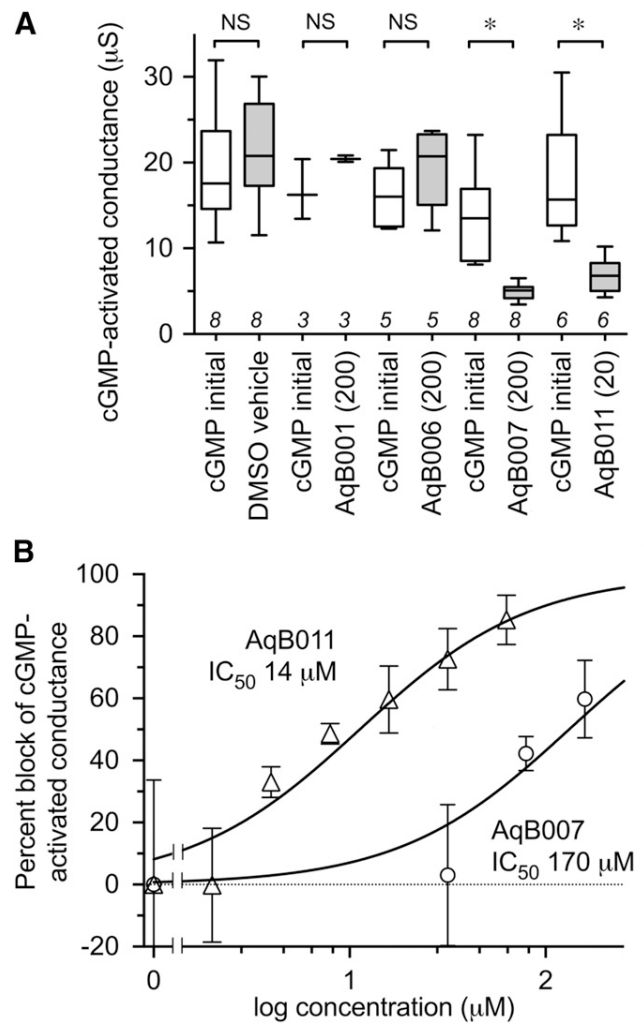 A
NS NS NS * *
cGMP-activated conductance (μS)
30
20
10
0
8 8 3 3 5 5 8 8 6 6
cGMP initial
DMSO vehicle
cGMP initial
AqB001 (200)
cGMP initial
AqB006 (200)
cGMP initial
AqB007 (200)
cGMP initial
AqB011 (20)
B
Percent block of cGMP-
activated conductance
100
80
60
40
20
0
-20
AqB011
IC50 14 μM
AqB007
IC50 170 μM
0 1 2
log concentration (μM)